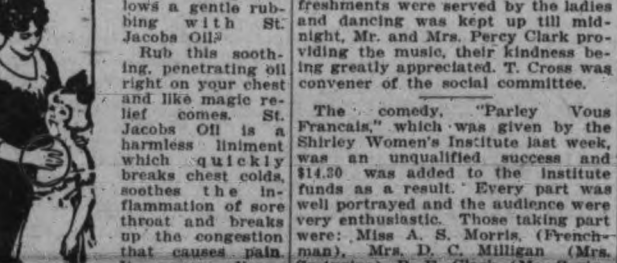 lows a gentle rub-
bing with St.
Jacobs Oil.
Rub this sooth-
ing, penetrating oil
right on your chest
and like magic re-
lief comes. St.
Jacobs Oil is a
harmless liniment
which quickly
breaks chest colds,
soothes the in-
flammation of sore
throat and breaks
up the congestion
that causes pain.
freshments were served by the ladies
and dancing was kept up till mid-
night, Mr. and Mrs. Percy Clark pro-
viding the music, their kindness be-
ing greatly appreciated. T. Cross was
convener of the social committee.
The comedy, "Parley Vous
Francais," which was given by the
Shirley Women's Institute last week,
was an unqualified success and
$14.30 was added to the institute
funds as a result. Every part was
well portrayed and the audience were
very enthusiastic. Those taking part
were: Miss A. S. Morris, (French-
man), Mrs. D. C. Milligan (Mrs.